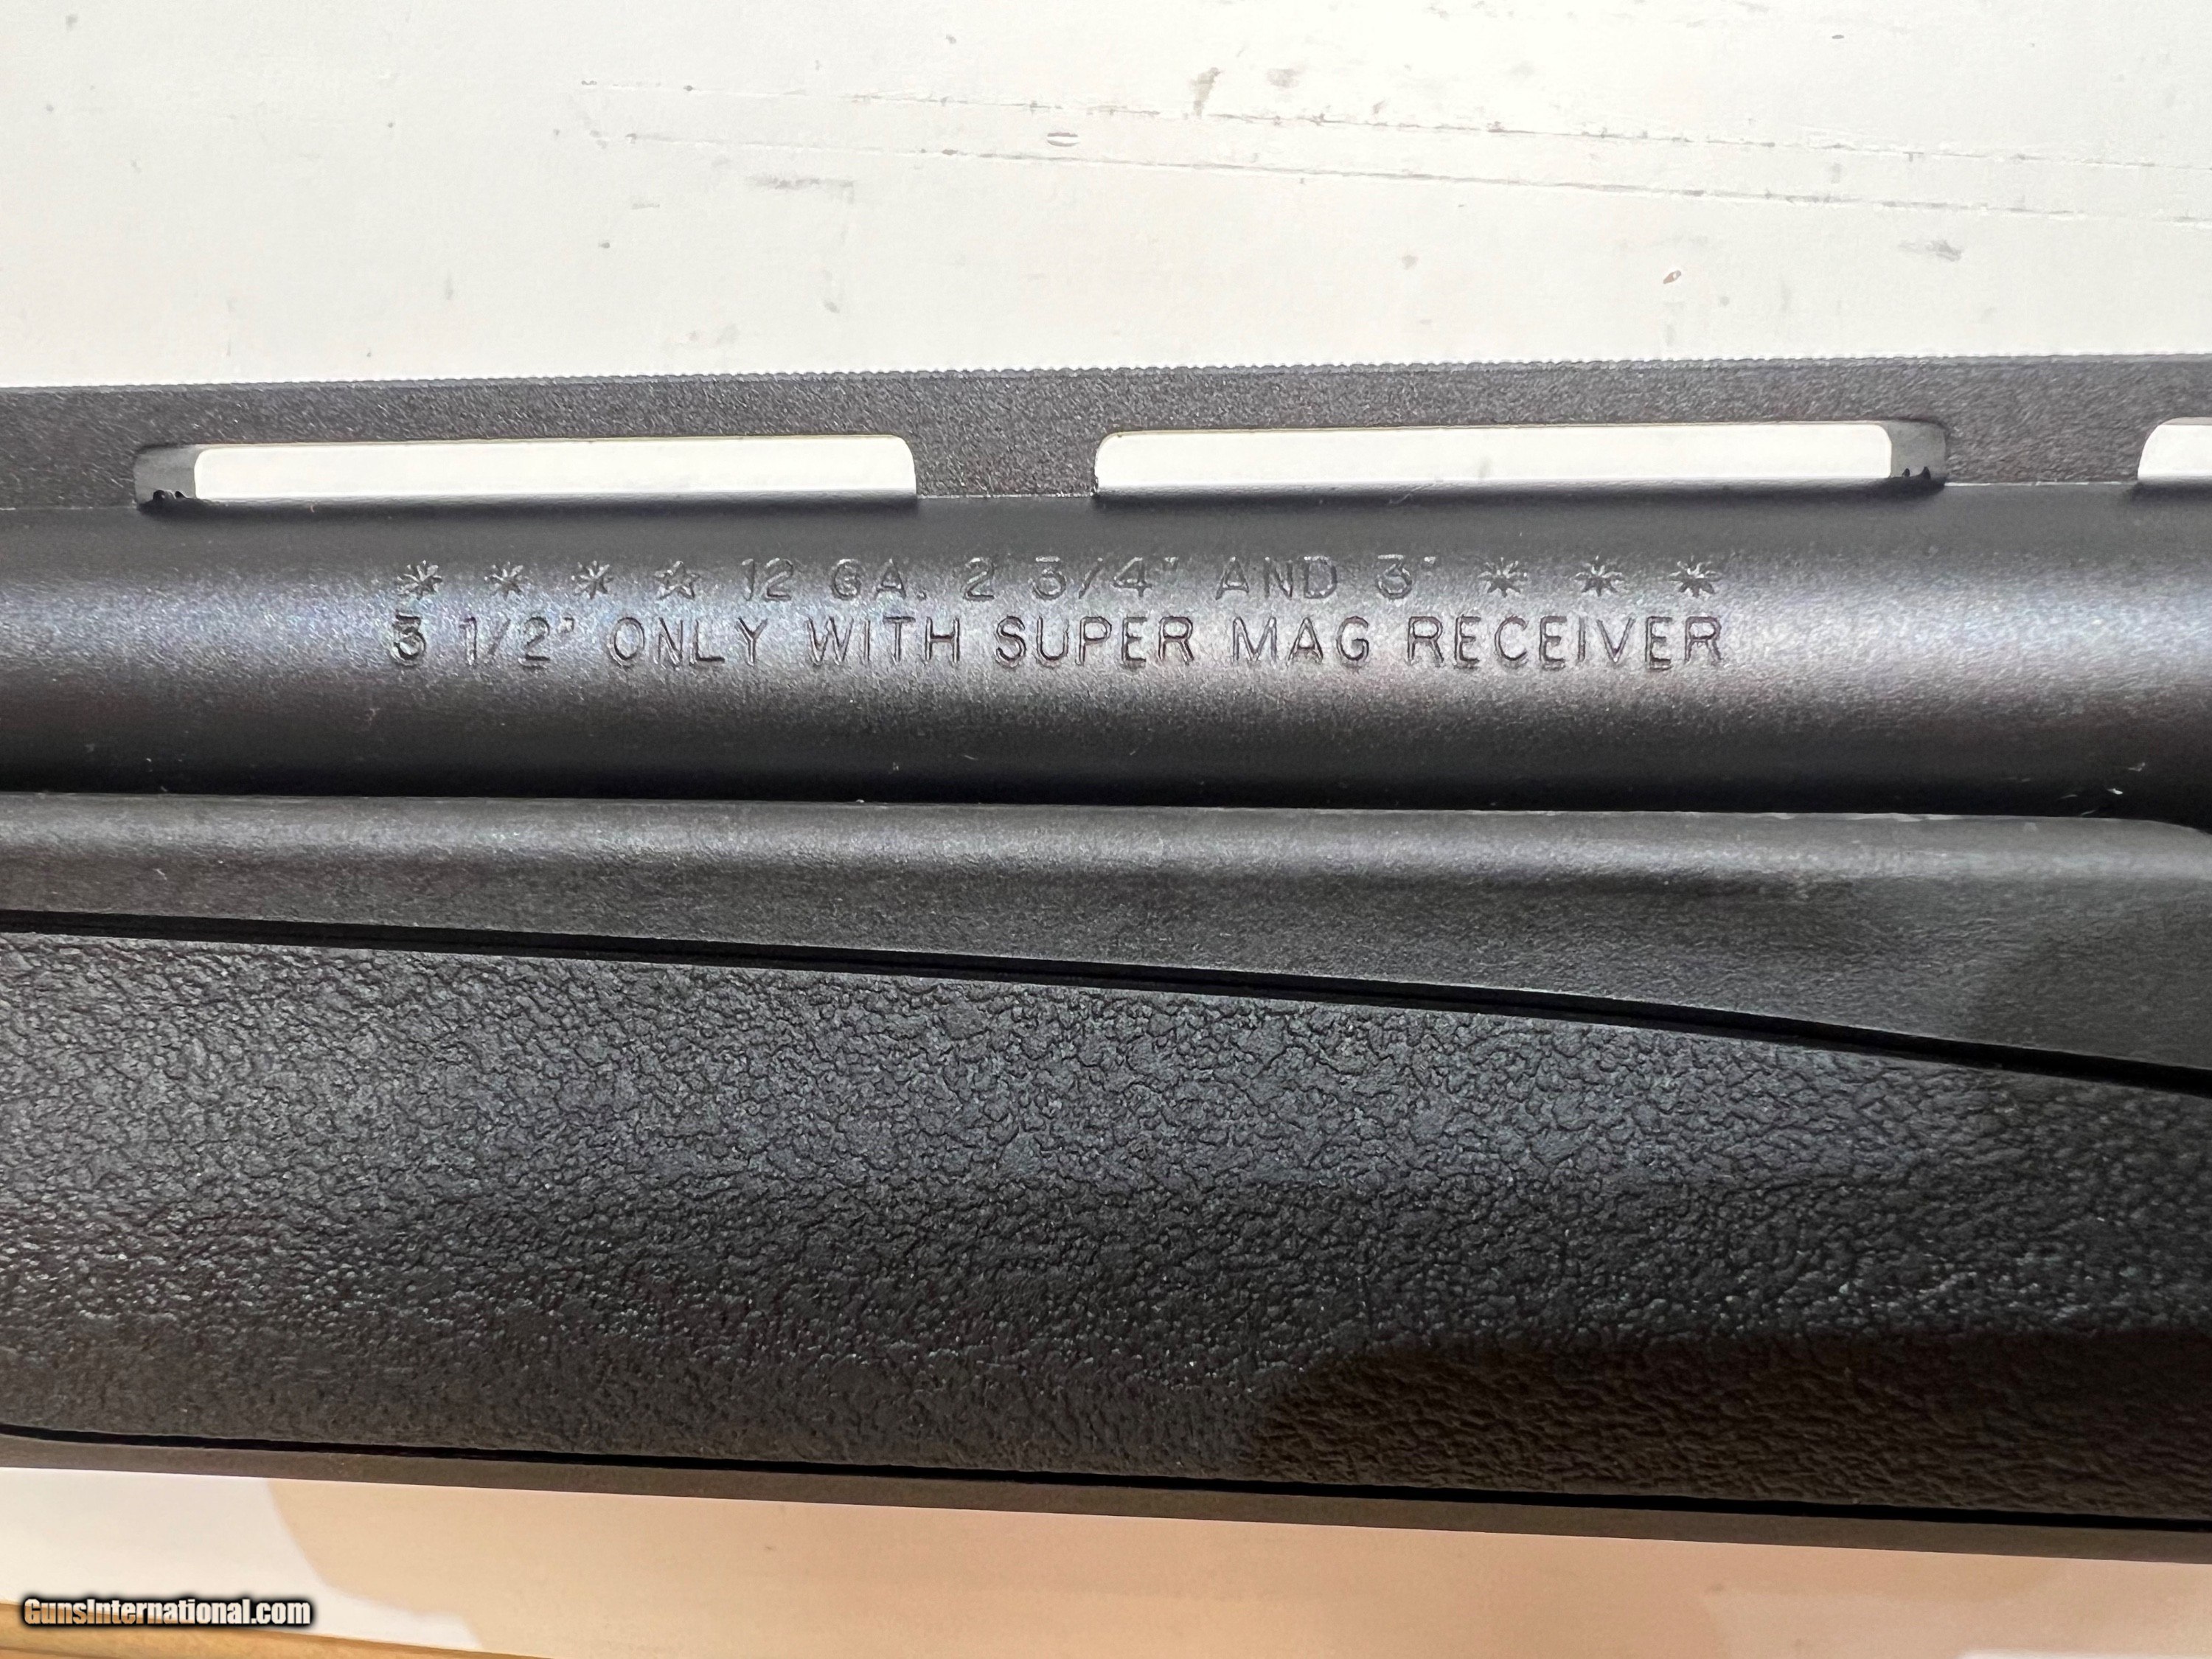 * * * ☆ 12 GA. 2 3/4" AND 3" * * *
3 1/2" ONLY WITH SUPER MAG RECEIVER
GunsInternational.com